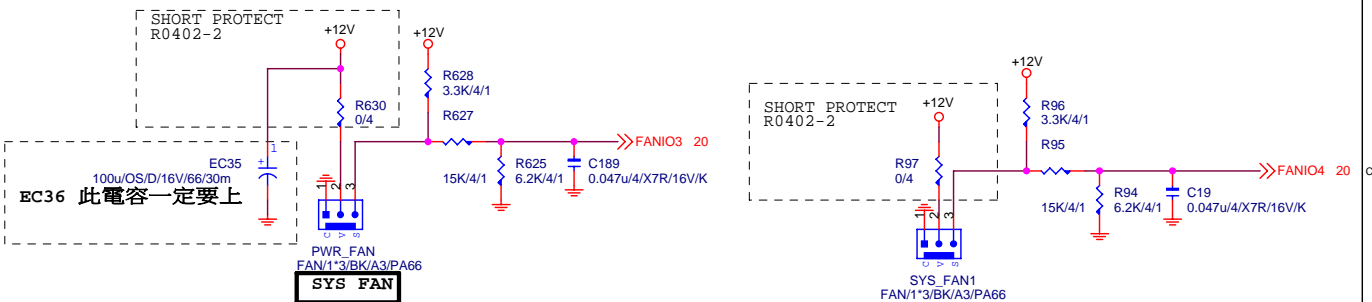 SHORT PROTECT
R0402-2
+12V
+12V
R628
3.3K/4/1
R630
0/4
R627
FANIO3 20
1
EC35
100u/OS/D/16V/66/30m
EC36 此電容一定要上
15K/4/1
R625
6.2K/4/1
C189
0.047u/4/X7R/16V/K
1
2
3
C
V
S
PWR_FAN
FAN/1*3/BK/A3/PA66
SYS FAN
SHORT PROTECT
R0402-2
+12V
+12V
R96
3.3K/4/1
R97
0/4
R95
FANIO4 20
15K/4/1
R94
6.2K/4/1
C19
0.047u/4/X7R/16V/K
1
2
3
C
V
S
SYS_FAN1
FAN/1*3/BK/A3/PA66